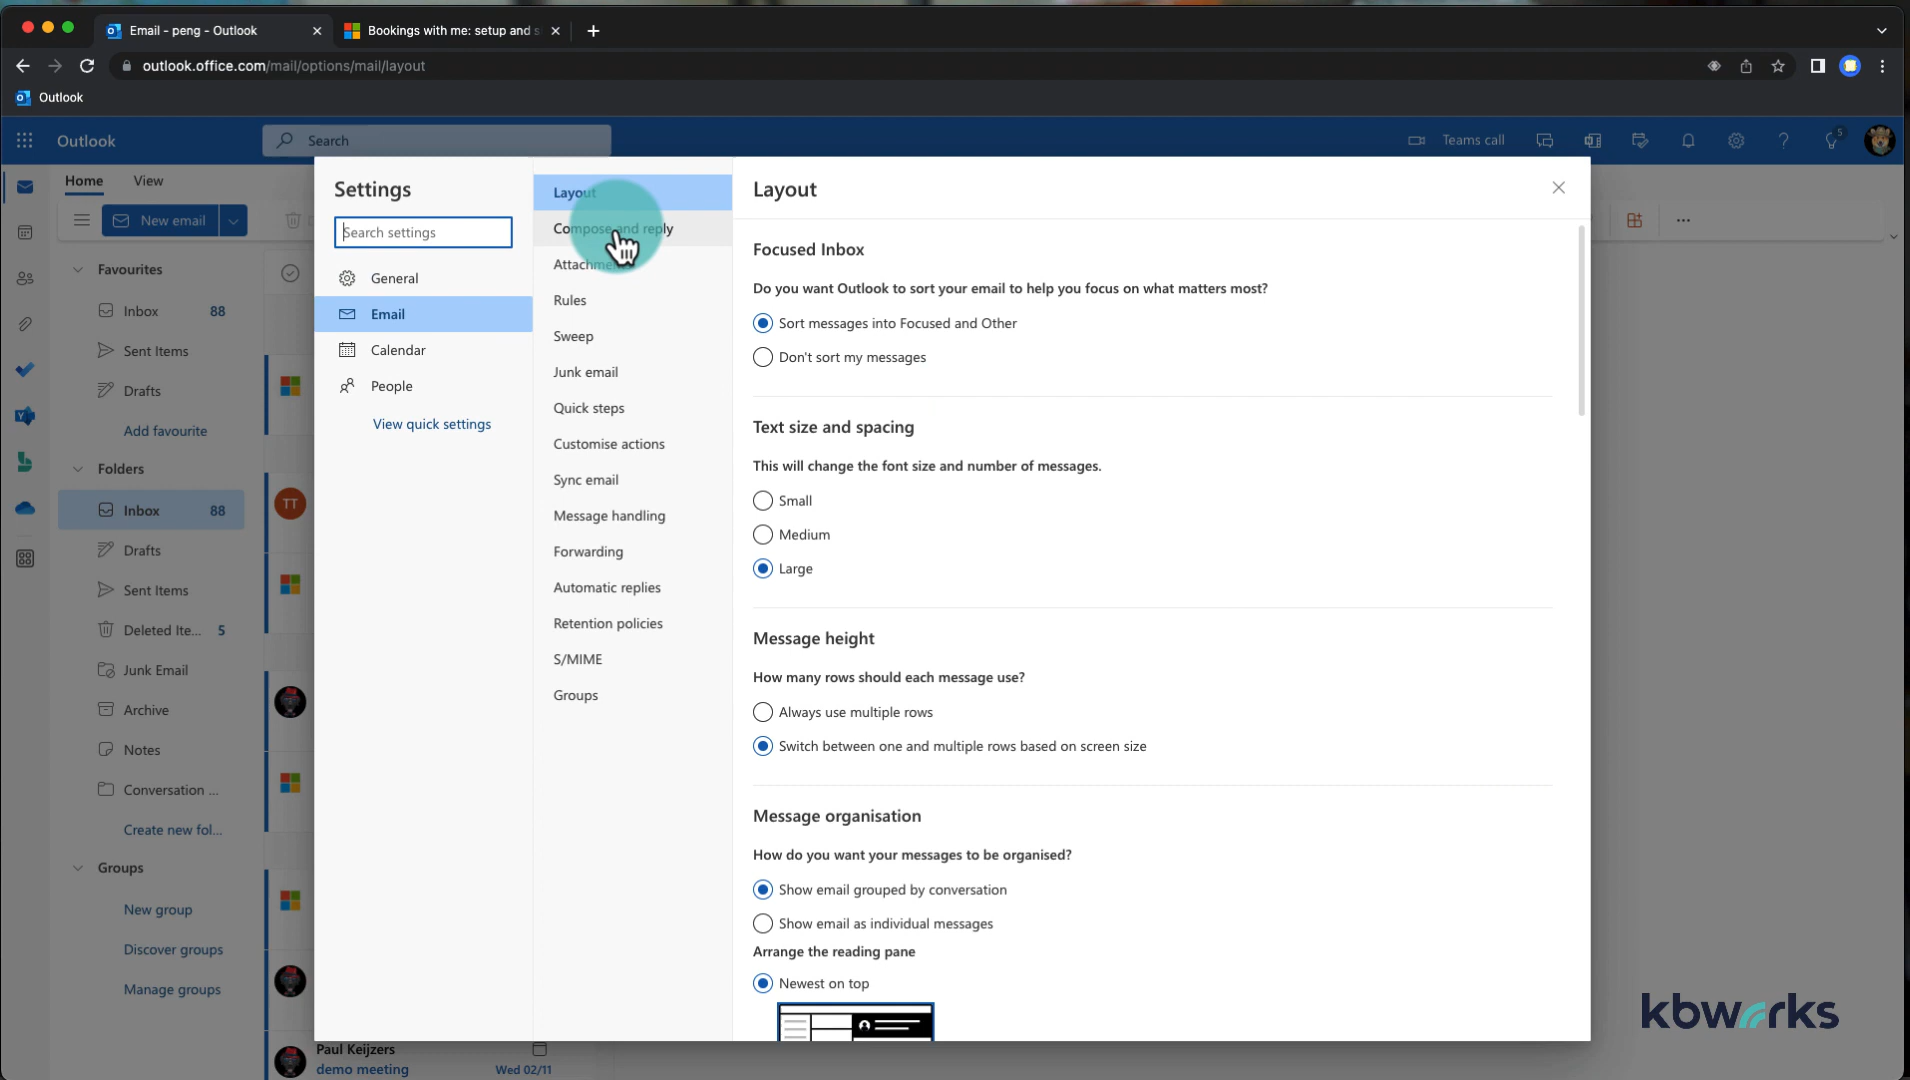 Email - peng - Outlook
Bookings with me: setup and s
outlook.office.com/mail/options/mail/layout
Outlook
Outlook
Search
Teams call
5
Home
View
New email
Favourites
Inbox 88
Sent Items
Drafts
Add favourite
Folders
Inbox 88
Drafts
Sent Items
Deleted Ite... 5
Junk Email
Archive
Notes
Conversation ...
Create new fol...
Groups
New group
Discover groups
Manage groups
TT
Paul Keijzers
demo meeting
Wed 02/11
Settings
Search settings
General
Email
Calendar
People
View quick settings
Layout
Compose and reply
Attachme
Rules
Sweep
Junk email
Quick steps
Customise actions
Sync email
Message handling
Forwarding
Automatic replies
Retention policies
S/MIME
Groups
Layout
Focused Inbox
Do you want Outlook to sort your email to help you focus on what matters most?
Sort messages into Focused and Other
Don't sort my messages
Text size and spacing
This will change the font size and number of messages.
Small
Medium
Large
Message height
How many rows should each message use?
Always use multiple rows
Switch between one and multiple rows based on screen size
Message organisation
How do you want your messages to be organised?
Show email grouped by conversation
Show email as individual messages
Arrange the reading pane
Newest on top
kbworks